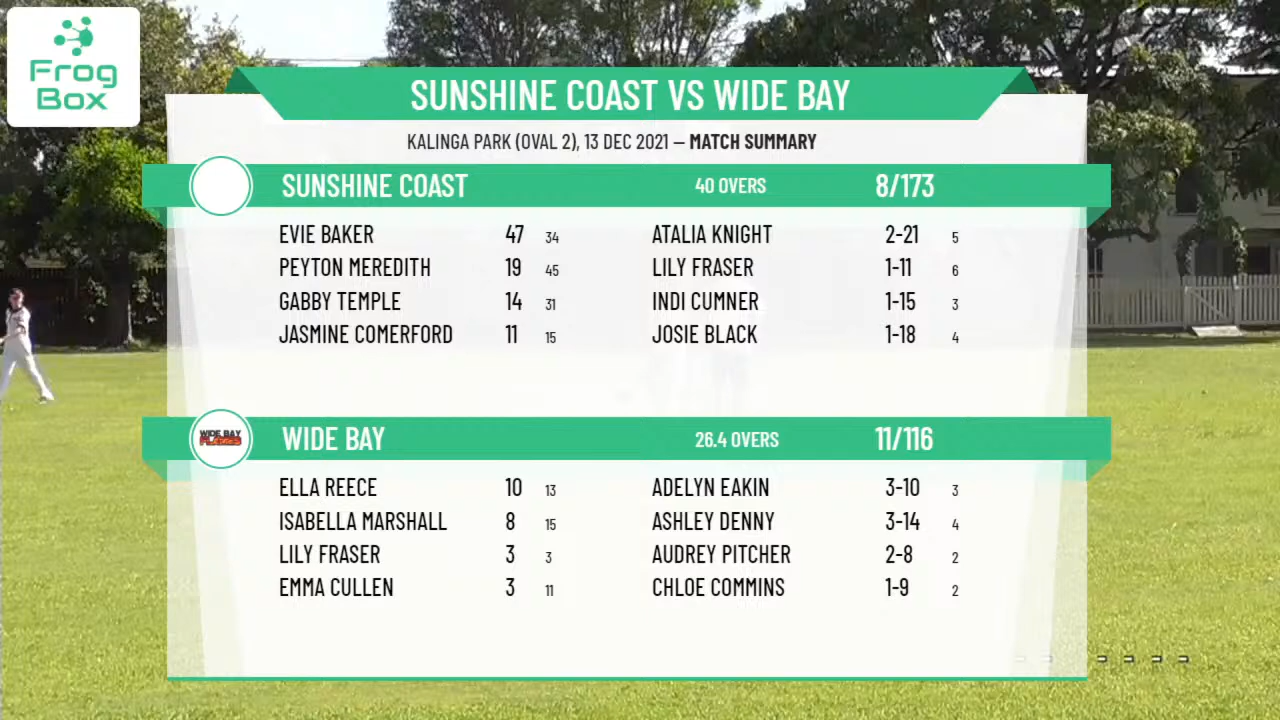 Frog
Box
SUNSHINE COAST VS WIDE BAY
KALINGA PARK (OVAL 2), 13 DEC 2021 – MATCH SUMMARY
SUNSHINE COAST 40 OVERS 8/173
EVIE BAKER 47 34 ATALIA KNIGHT 2-21 5
PEYTON MEREDITH 19 45 LILY FRASER 1-11 6
GABBY TEMPLE 14 31 INDI CUMNER 1-15 3
JASMINE COMERFORD 11 15 JOSIE BLACK 1-18 4
WIDE BAY FLAMES WIDE BAY 26.4 OVERS 11/116
ELLA REECE 10 13 ADELYN EAKIN 3-10 3
ISABELLA MARSHALL 8 15 ASHLEY DENNY 3-14 4
LILY FRASER 3 3 AUDREY PITCHER 2-8 2
EMMA CULLEN 3 11 CHLOE COMMINS 1-9 2